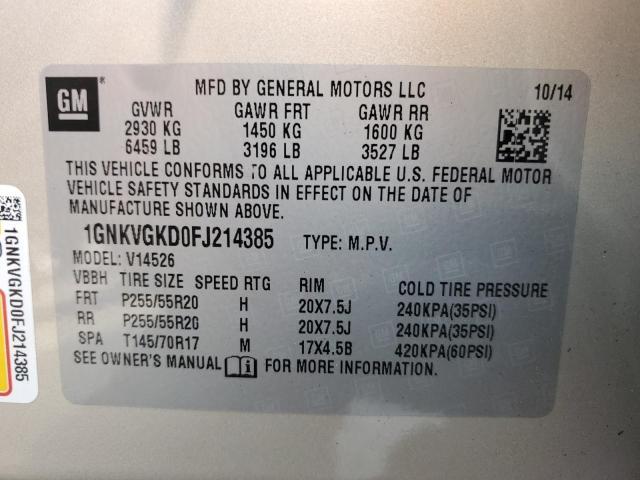 GM
MFD BY GENERAL MOTORS LLC 10/14
GVWR GAWR FRT GAWR RR
2930 KG 1450 KG 1600 KG
6459 LB 3196 LB 3527 LB
THIS VEHICLE CONFORMS TO ALL APPLICABLE U.S. FEDERAL MOTOR
VEHICLE SAFETY STANDARDS IN EFFECT ON THE DATE OF
MANUFACTURE SHOWN ABOVE.
1GNKVGKD0FJ214385 TYPE: M.P.V.
MODEL: V14526
VBBH TIRE SIZE SPEED RTG RIM COLD TIRE PRESSURE
FRT P255/55R20 H 20X7.5J 240KPA(35PSI)
RR P255/55R20 H 20X7.5J 240KPA(35PSI)
SPA T145/70R17 M 17X4.5B 420KPA(60PSI)
SEE OWNER'S MANUAL FOR MORE INFORMATION.
1GNKVGKD0FJ214385